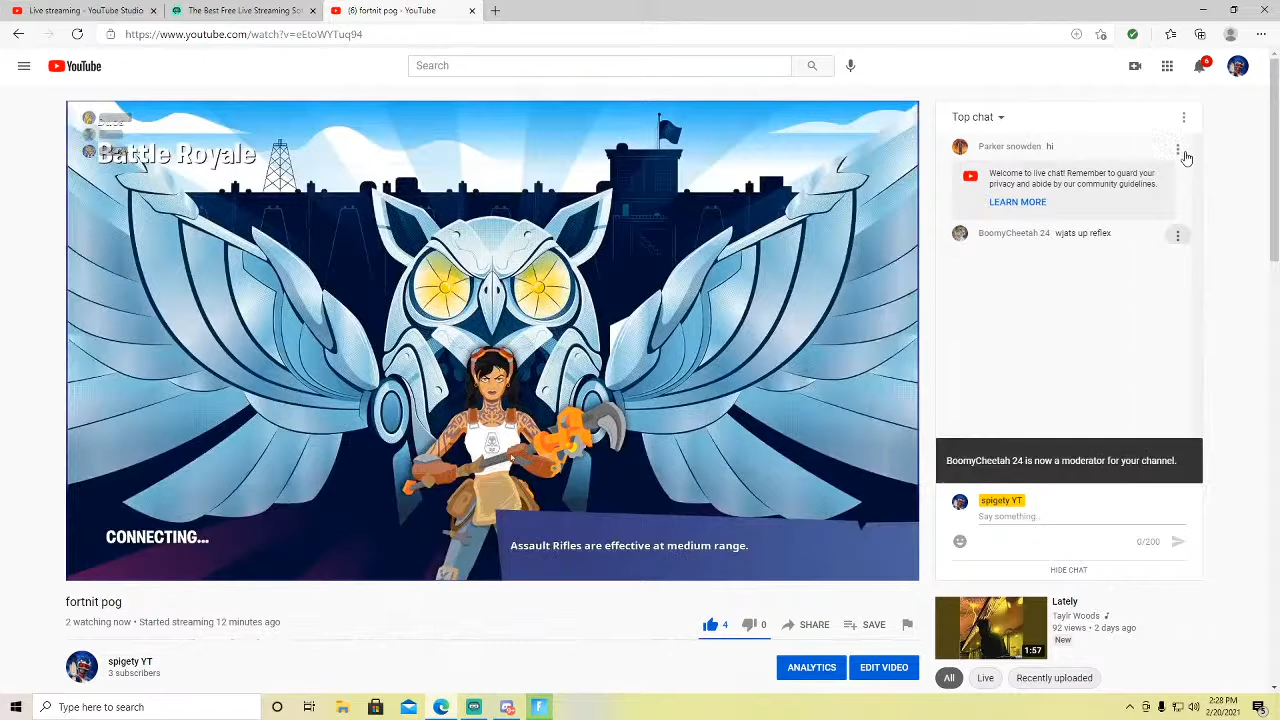 Live streaming - YouTube Studio
The Best Free Live Streaming Sof
(6) fortnit pog - YouTube
https://www.youtube.com/watch?v=eEtoWYTuq94
YouTube
Search
6
Battle Royale
CONNECTING...
Assault Rifles are effective at medium range.
Top chat
Parker snowden hi
Welcome to live chat! Remember to guard your
privacy and abide by our community guidelines.
LEARN MORE
BoomyCheetah 24 wjats up reflex
BoomyCheetah 24 is now a moderator for your channel.
spigety YT
Say something...
0/200
HIDE CHAT
fortnit pog
2 watching now • Started streaming 12 minutes ago
4 0 SHARE SAVE
spigety YT
3 subscribers
ANALYTICS EDIT VIDEO
Lately
Taylr Woods
92 views • 2 days ago
New
1:57
All Live Recently uploaded
Type here to search
2:28 PM
2/20/2021
5